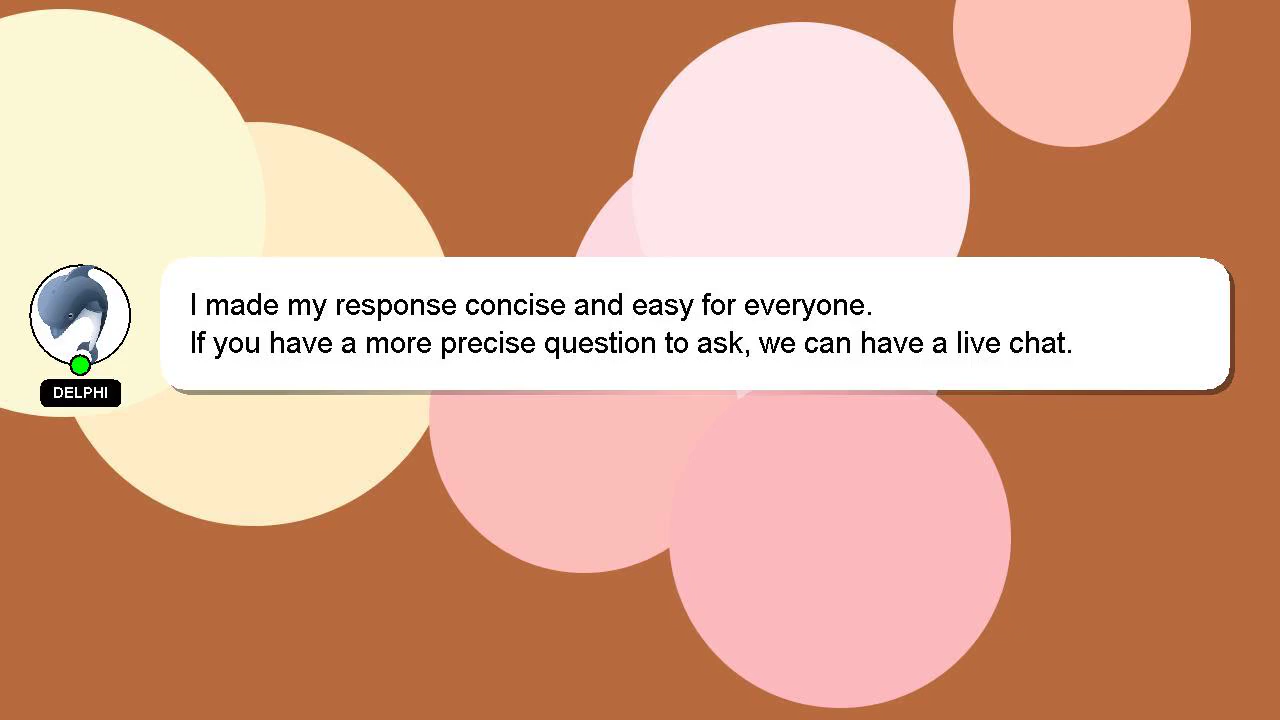 I made my response concise and easy for everyone.
If you have a more precise question to ask, we can have a live chat.
DELPHI